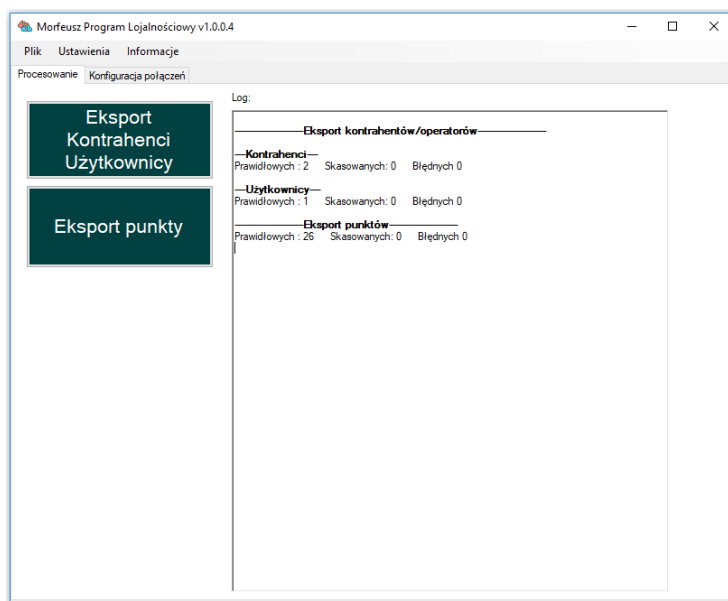 Morfeusz Program Lojalnościowy v1.0.0.4
Plik Ustawienia Informacje
Procesowanie Konfiguracja połączeń
Eksport
Kontrahenci
Użytkownicy
Eksport punkty
Log:
Eksport kontrahentów/operatorów
—Kontrahenci—
Prawidłowych : 2 Skasowanych: 0 Błędnych 0
—Użytkownicy—
Prawidłowych : 1 Skasowanych: 0 Błędnych 0
Eksport punktów
Prawidłowych : 26 Skasowanych: 0 Błędnych 0